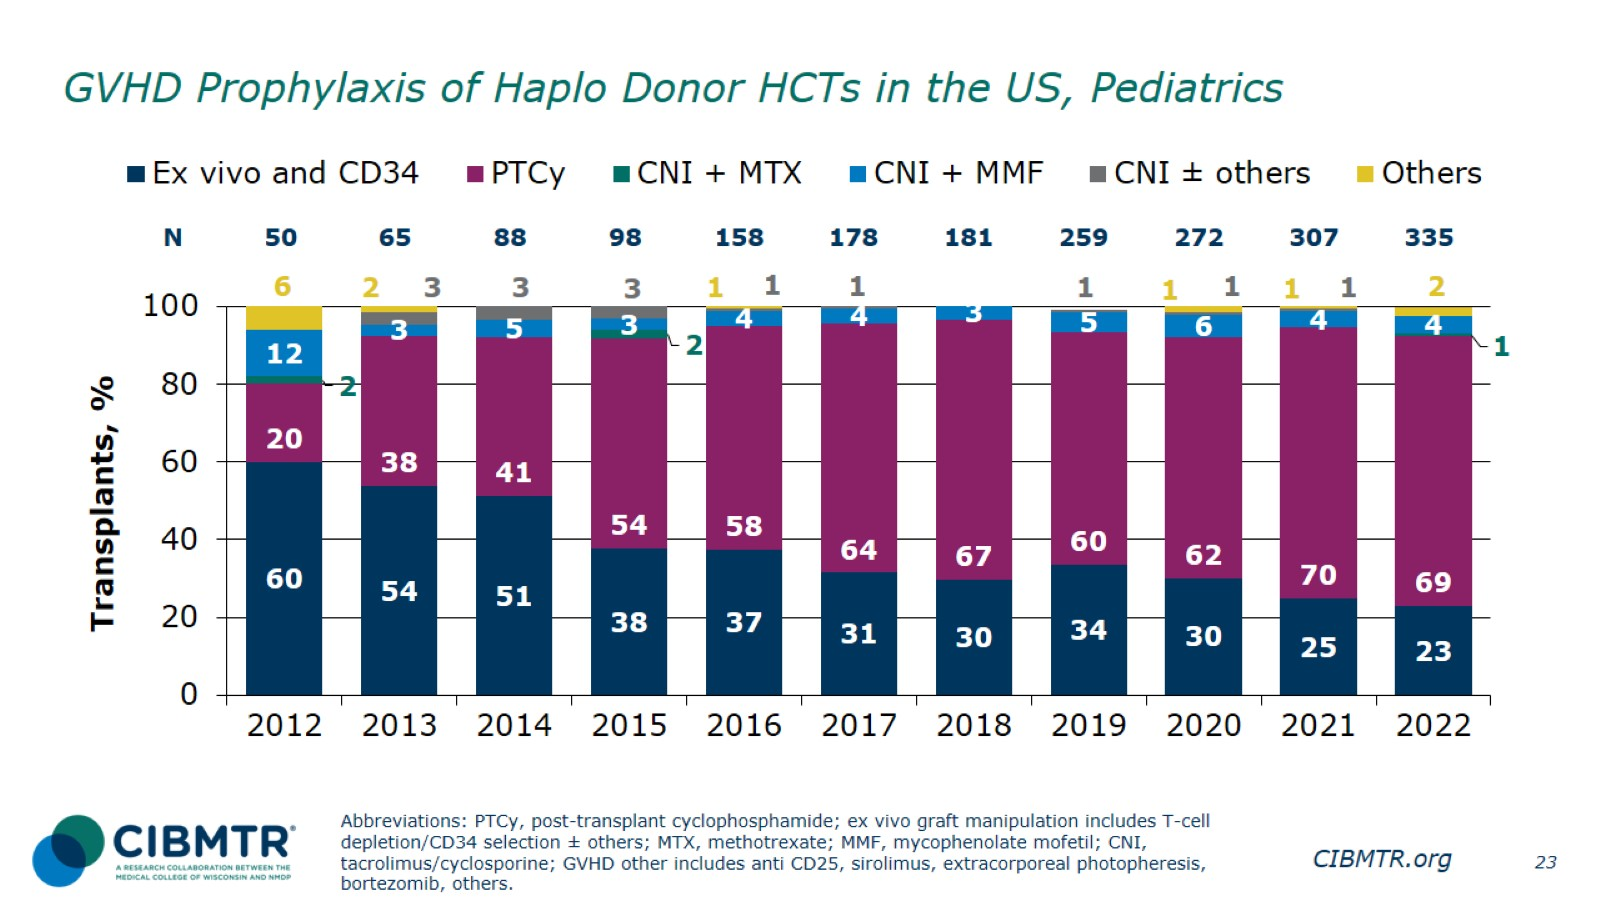 GVHD Prophylaxis of Haplo Donor HCTs in the US, Pediatrics
Ex vivo and CD34 PTCy CNI + MTX CNI + MMF CNI ± others Others
N 50 65 88 98 158 178 181 259 272 307 335
6 2 3 3 3 1 1 1 1 1 1 1 1 2
100
80
60
40
20
0
Transplants, %
12 3 5 3 4 4 3 5 6 4 4
2 2 1
20 38 41 54 58 64 67 60 62 70 69
60 54 51 38 37 31 30 34 30 25 23
2012 2013 2014 2015 2016 2017 2018 2019 2020 2021 2022
CIBMTR®
A RESEARCH COLLABORATION BETWEEN THE
MEDICAL COLLEGE OF WISCONSIN AND NMDP
Abbreviations: PTCy, post-transplant cyclophosphamide; ex vivo graft manipulation includes T-cell
depletion/CD34 selection ± others; MTX, methotrexate; MMF, mycophenolate mofetil; CNI,
tacrolimus/cyclosporine; GVHD other includes anti CD25, sirolimus, extracorporeal photopheresis,
bortezomib, others.
CIBMTR.org
23